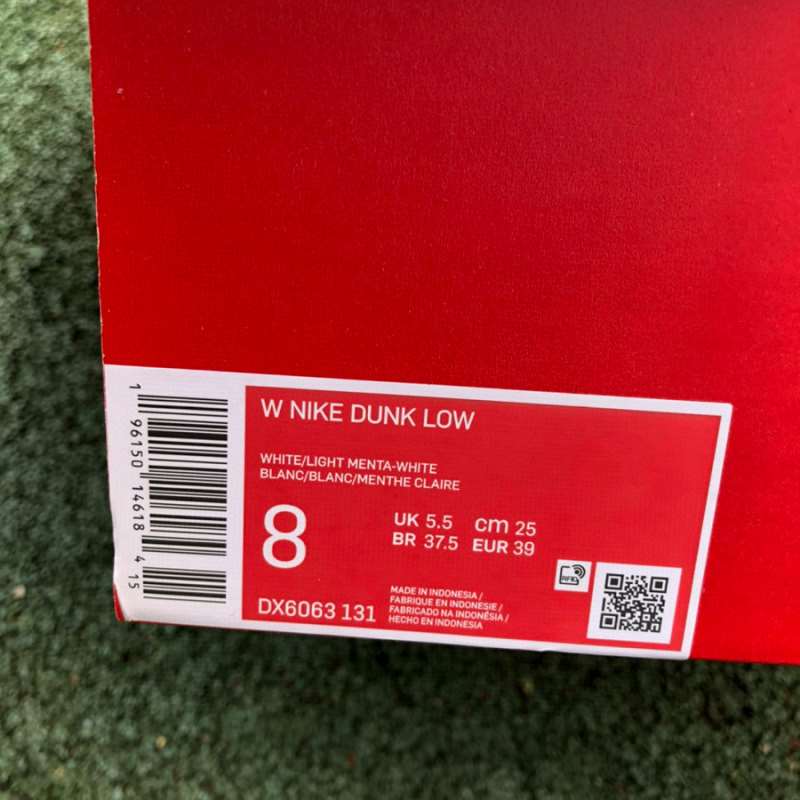 1 96150 14618 4 15
W NIKE DUNK LOW
WHITE/LIGHT MENTA-WHITE
BLANC/BLANC/MENTHE CLAIRE
8
UK 5.5 cm 25
BR 37.5 EUR 39
DX6063 131
MADE IN INDONESIA /
FABRIQUE EN INDONESIE/
FABRICADO NA INDONÉSIA /
HECHO EN INDONESIA
RFID